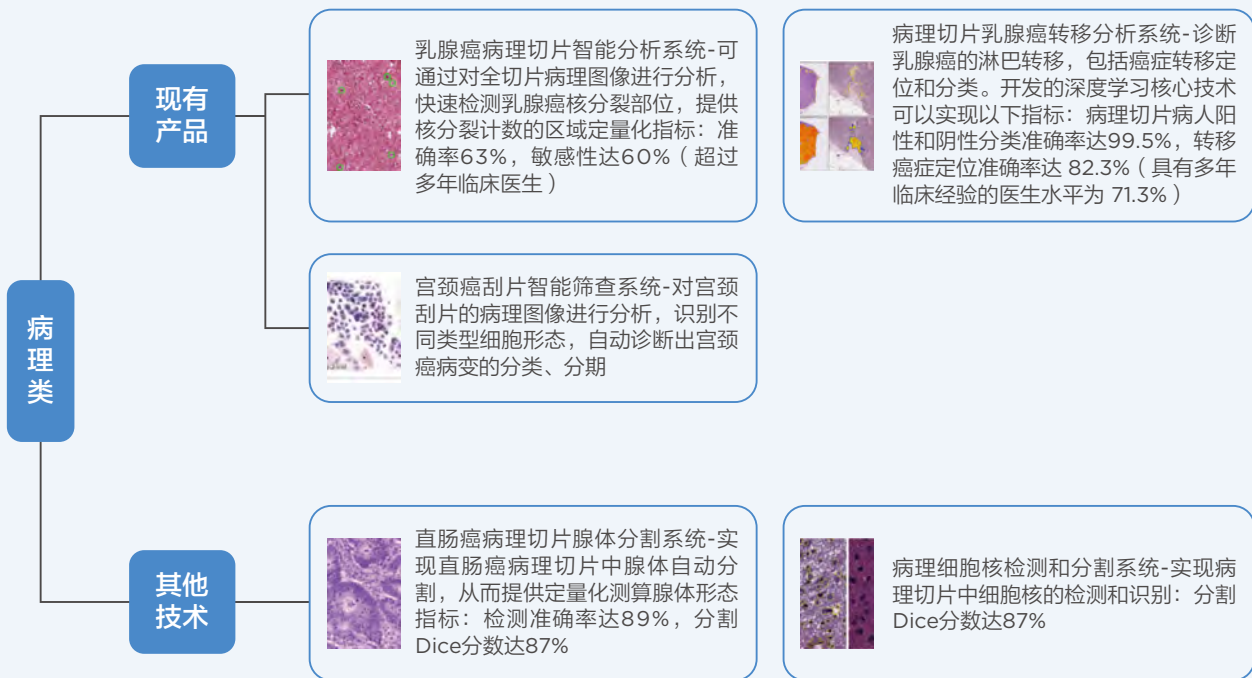 病
理
类
现有
产品
乳腺癌病理切片智能分析系统-可
通过对全切片病理图像进行分析，
快速检测乳腺癌核分裂部位，提供
核分裂计数的区域定量化指标：准
确率63%，敏感性达60%（超过
多年临床医生）
病理切片乳腺癌转移分析系统-诊断
乳腺癌的淋巴转移，包括癌症转移定
位和分类。开发的深度学习核心技术
可以实现以下指标：病理切片病人阳
性和阴性分类准确率达99.5%，转移
癌症定位准确率达 82.3%（具有多年
临床经验的医生水平为 71.3%）
宫颈癌刮片智能筛查系统-对宫颈
刮片的病理图像进行分析，识别不
同类型细胞形态，自动诊断出宫颈
癌病变的分类、分期
其他
技术
直肠癌病理切片腺体分割系统-实
现直肠癌病理切片中腺体自动分
割，从而提供定量化测算腺体形态
指标：检测准确率达89%，分割
Dice分数达87%
病理细胞核检测和分割系统-实现病
理切片中细胞核的检测和识别：分割
Dice分数达87%